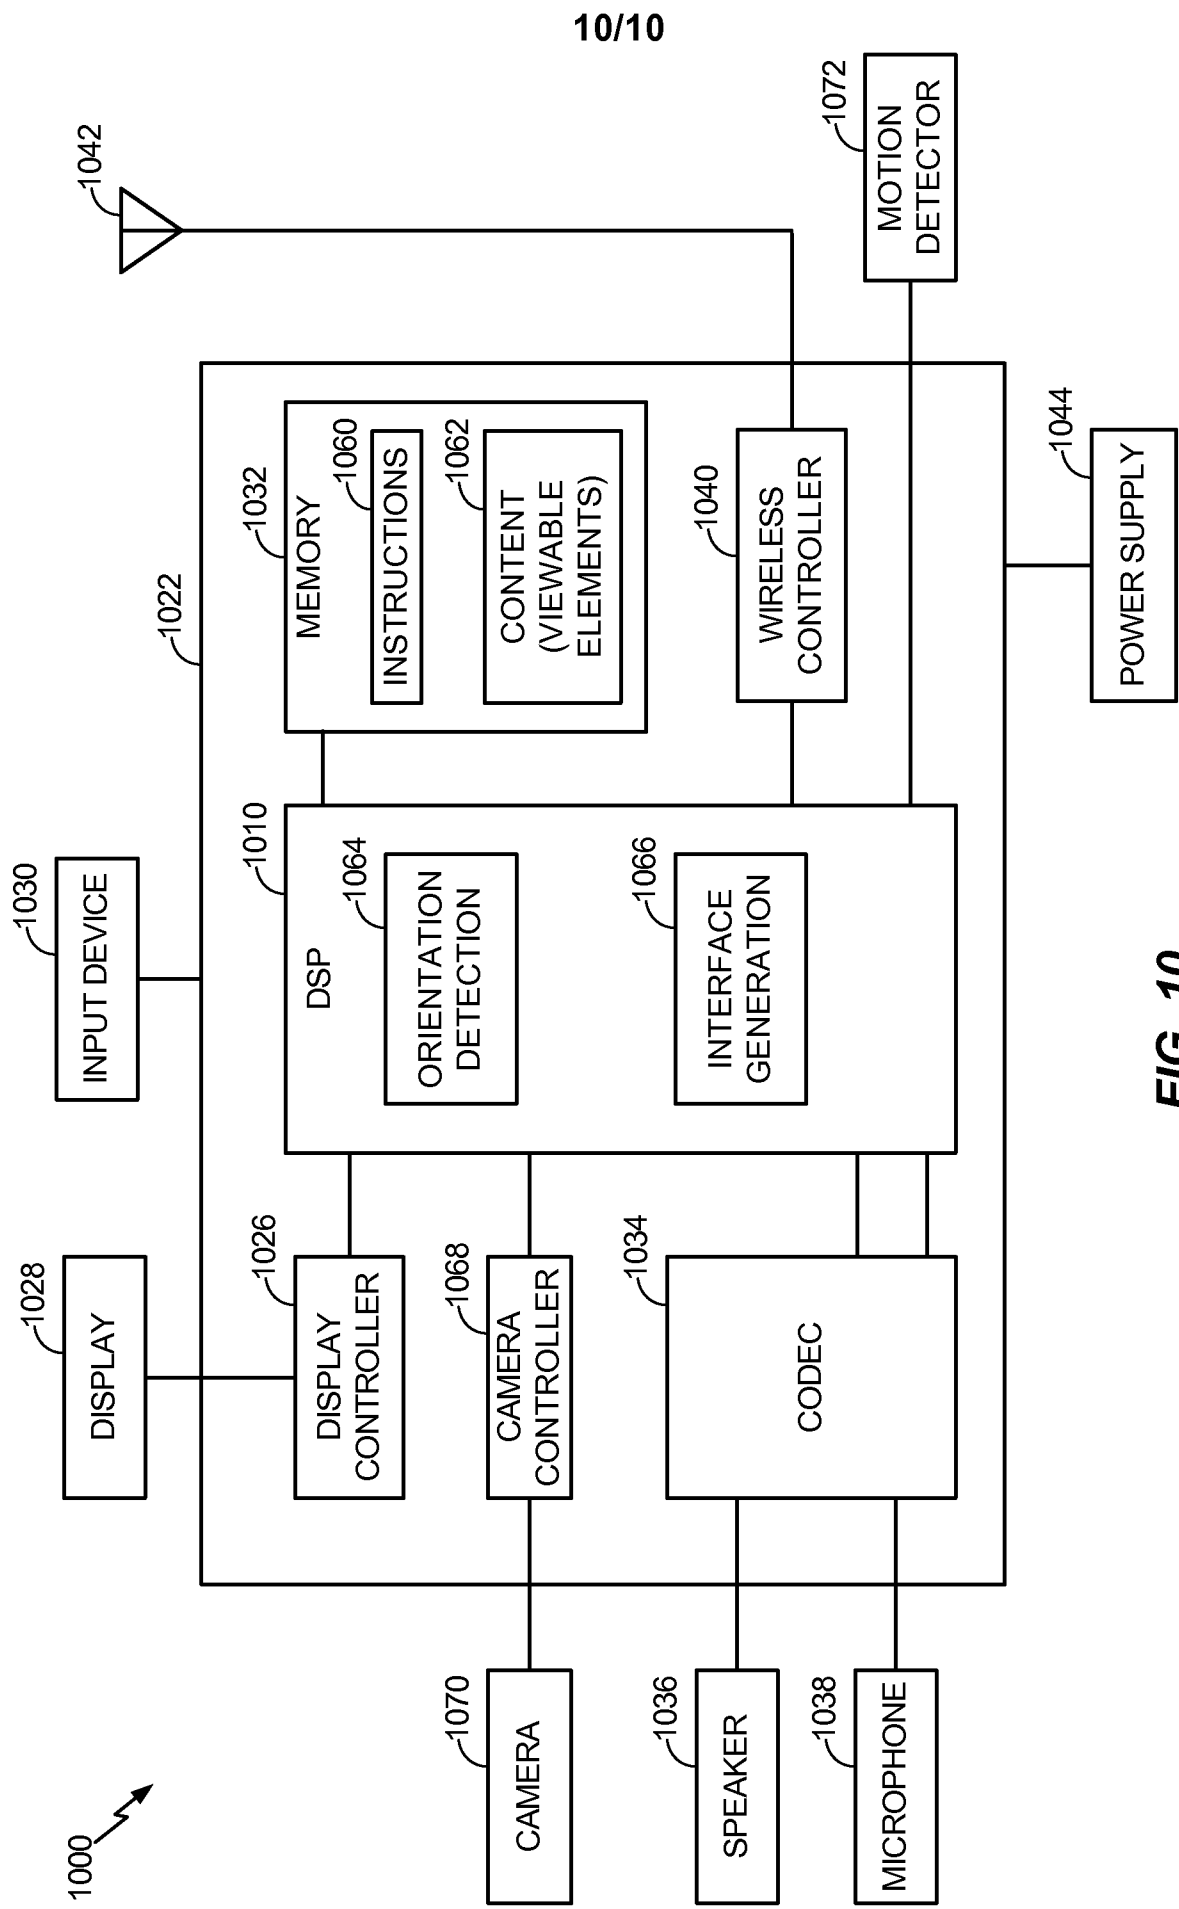 10/10
1000
1028
DISPLAY
1030
INPUT DEVICE
1042
1022
1026
DISPLAY
CONTROLLER
1010
DSP
1064
ORIENTATION
DETECTION
1066
INTERFACE
GENERATION
1032
MEMORY
1060
INSTRUCTIONS
1062
CONTENT
(VIEWABLE
ELEMENTS)
1070
CAMERA
1068
CAMERA
CONTROLLER
1036
SPEAKER
1034
CODEC
1040
WIRELESS
CONTROLLER
1038
MICROPHONE
1072
MOTION
DETECTOR
1044
POWER SUPPLY
FIG. 10